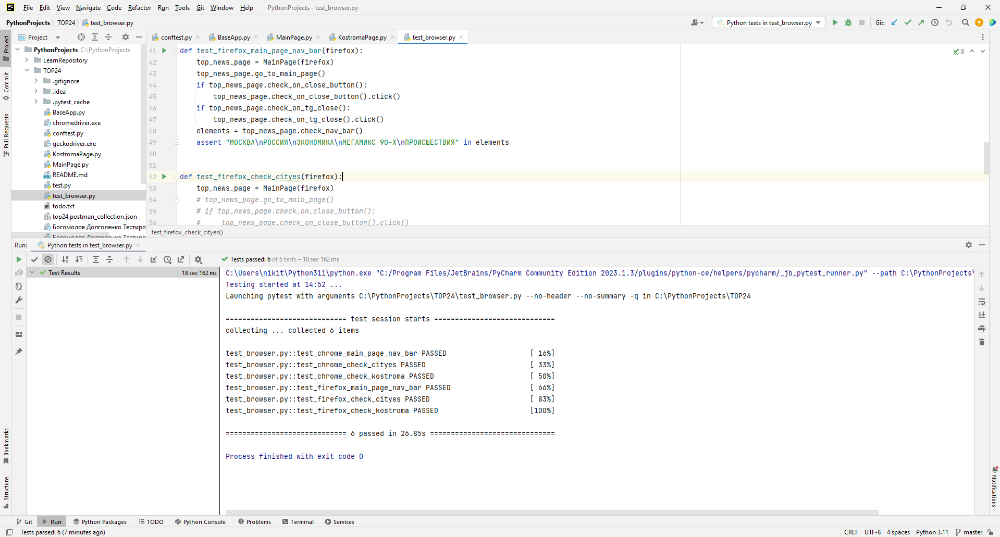 File Edit View Navigate Code Refactor Run Tools Git Window Help PythonProjects - test_browser.py
PythonProjects TOP24 test_browser.py
Python tests in test_browser.py
Git:
Project
conftest.py
BaseApp.py
MainPage.py
KostromaPage.py
test_browser.py
Project
Commit
Pull Requests
Bookmarks
Structure
PythonProjects C:\PythonProjects
LearnRepository
TOP24
.gitignore
.idea
.pytest_cache
BaseApp.py
chromedriver.exe
conftest.py
geckodriver.exe
KostromaPage.py
MainPage.py
README.md
test.py
test_browser.py
todo.txt
top24.postman_collection.json
Богомолов Долголенко Тестиро
41 def test_firefox_main_page_nav_bar(firefox):
42 top_news_page = MainPage(firefox)
43 top_news_page.go_to_main_page()
44 if top_news_page.check_on_close_button():
45 top_news_page.check_on_close_button().click()
46 if top_news_page.check_on_tg_close():
47 top_news_page.check_on_tg_close().click()
48 elements = top_news_page.check_nav_bar()
49 assert "МОСКВА\nРОССИЯ\nЭКОНОМИКА\nМЕГАМИКС 90-Х\nПРОИСШЕСТВИЯ" in elements
50
51
52 def test_firefox_check_cityes(firefox):
53 top_news_page = MainPage(firefox)
54 # top_news_page.go_to_main_page()
55 # if top_news_page.check_on_close_button():
56 # top_news_page.check_on_close_button().click()
8
test_firefox_check_cityes()
Run: Python tests in test_browser.py
Tests passed: 6 of 6 tests – 18 sec 162 ms
Test Results 18 sec 162 ms
C:\Users\nikit\Python311\python.exe "C:/Program Files/JetBrains/PyCharm Community Edition 2023.1.3/plugins/python-ce/helpers/pycharm/_jb_pytest_runner.py" --path C:\PythonProjects\
Testing started at 14:52 ...
Launching pytest with arguments C:\PythonProjects\TOP24\test_browser.py --no-header --no-summary -q in C:\PythonProjects\TOP24
============================= test session starts =============================
collecting ... collected 6 items
test_browser.py::test_chrome_main_page_nav_bar PASSED [ 16%]
test_browser.py::test_chrome_check_cityes PASSED [ 33%]
test_browser.py::test_chrome_check_kostroma PASSED [ 50%]
test_browser.py::test_firefox_main_page_nav_bar PASSED [ 66%]
test_browser.py::test_firefox_check_cityes PASSED [ 83%]
test_browser.py::test_firefox_check_kostroma PASSED [100%]
============================= 6 passed in 26.85s ==============================
Process finished with exit code 0
Notifications
Git Run Python Packages TODO Python Console Problems Terminal Services
Tests passed: 6 (7 minutes ago)
CRLF UTF-8 4 spaces Python 3.11 master